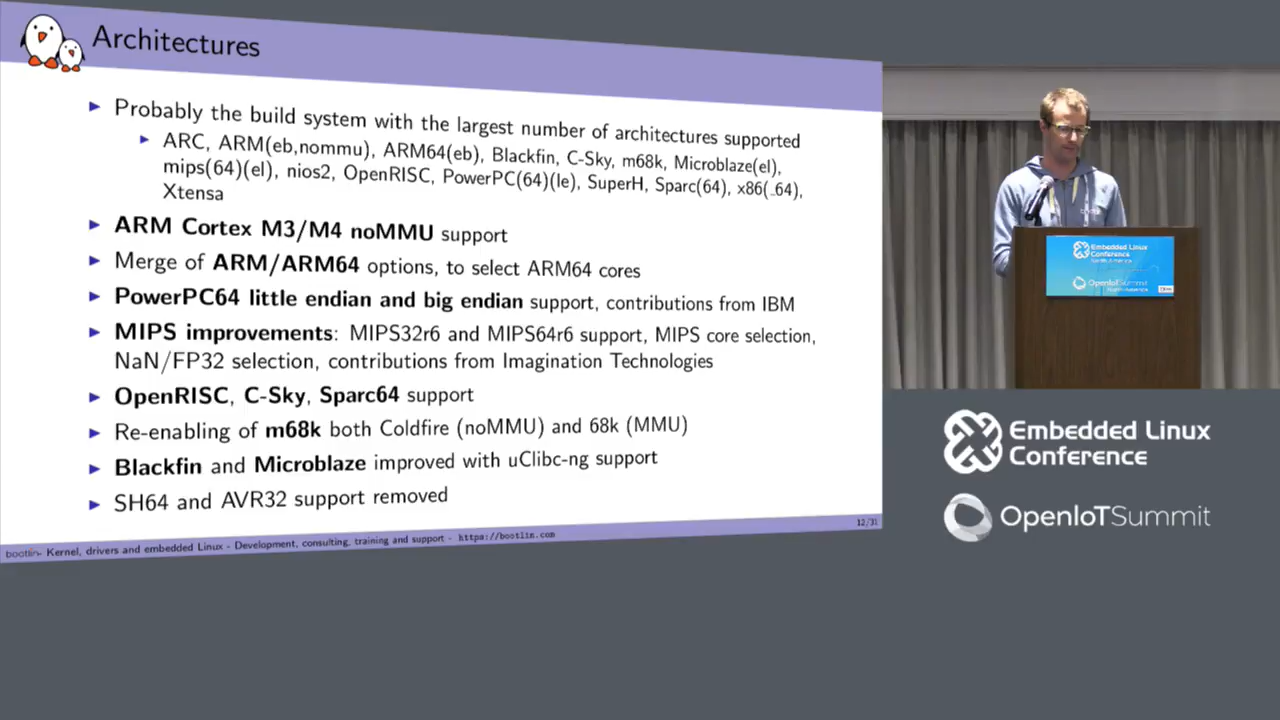 Architectures
Probably the build system with the largest number of architectures supported
ARC, ARM(eb,nommu), ARM64(eb), Blackfin, C-Sky, m68k, Microblaze(el),
mips(64)(el), nios2, OpenRISC, PowerPC(64)(le), SuperH, Sparc(64), x86(_64),
Xtensa
ARM Cortex M3/M4 noMMU support
Merge of ARM/ARM64 options, to select ARM64 cores
PowerPC64 little endian and big endian support, contributions from IBM
MIPS improvements: MIPS32r6 and MIPS64r6 support, MIPS core selection,
NaN/FP32 selection, contributions from Imagination Technologies
OpenRISC, C-Sky, Sparc64 support
Re-enabling of m68k both Coldfire (noMMU) and 68k (MMU)
Blackfin and Microblaze improved with uClibc-ng support
SH64 and AVR32 support removed
bootlin - Kernel, drivers and embedded Linux - Development, consulting, training and support - https://bootlin.com
12/31
Embedded Linux
Conference
OpenIoTSummit
Embedded Linux
Conference
OpenIoTSummit